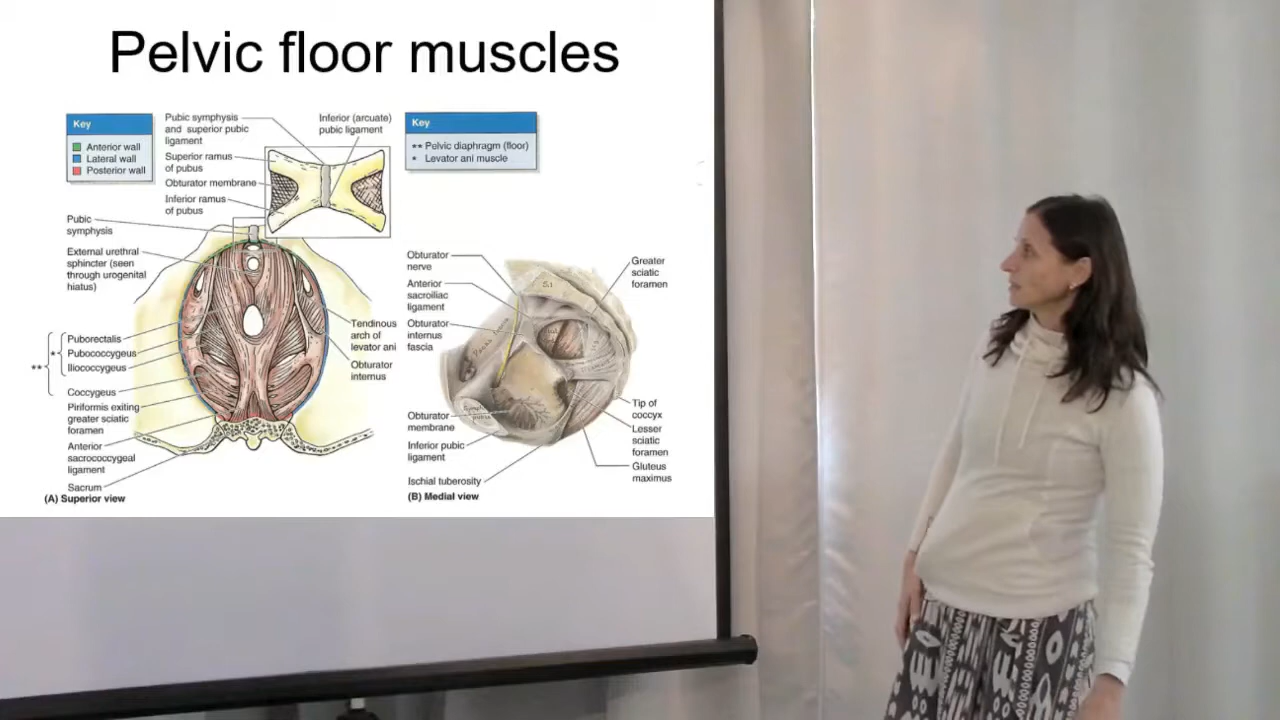 Pelvic floor muscles
Key
Anterior wall
Lateral wall
Posterior wall
Pubic symphysis
and superior pubic
ligament
Superior ramus
of pubus
Obturator membrane
Inferior ramus
of pubus
Inferior (arcuate)
pubic ligament
Key
** Pelvic diaphragm (floor)
* Levator ani muscle
Pubic
symphysis
External urethral
sphincter (seen
through urogenital
hiatus)
Puborectalis
* Pubococcygeus
Iliococcygeus
**
Coccygeus
Piriformis exiting
greater sciatic
foramen
Anterior
sacrococcygeal
ligament
Sacrum
(A) Superior view
Tendinous
arch of
levator ani
Obturator
internus
Obturator
nerve
Anterior
sacroiliac
ligament
Obturator
internus
fascia
Obturator
membrane
Inferior pubic
ligament
Ischial tuberosity
(B) Medial view
Greater
sciatic
foramen
S1
Tip of
coccyx
Lesser
sciatic
foramen
Gluteus
maximus